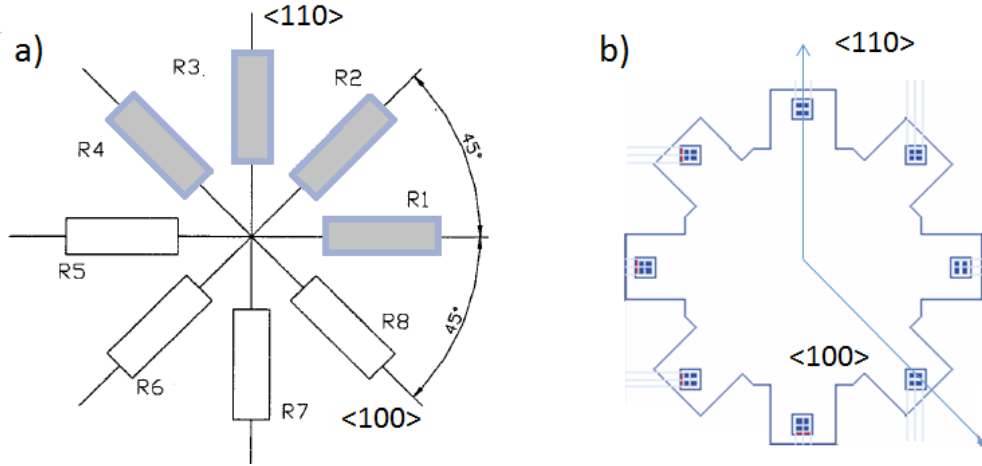 a)
<110>
R3.
R2
R4
45°
R1
R5
45°
R8
R6
R7
<100>
b)
<110>
<100>